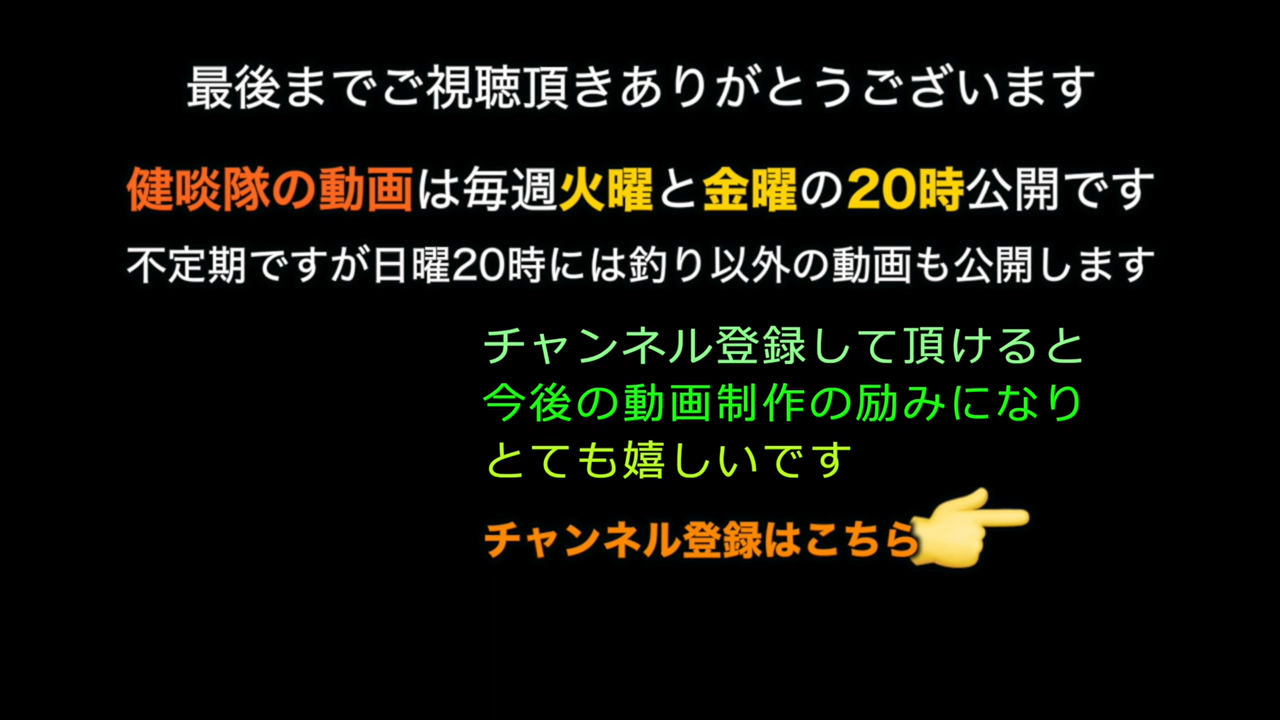 最後までご視聴頂きありがとうございます
健啖隊の動画は毎週火曜と金曜の20時公開です
不定期ですが日曜20時には釣り以外の動画も公開します
チャンネル登録して頂けると
今後の動画制作の励みになり
とても嬉しいです
チャンネル登録はこちら